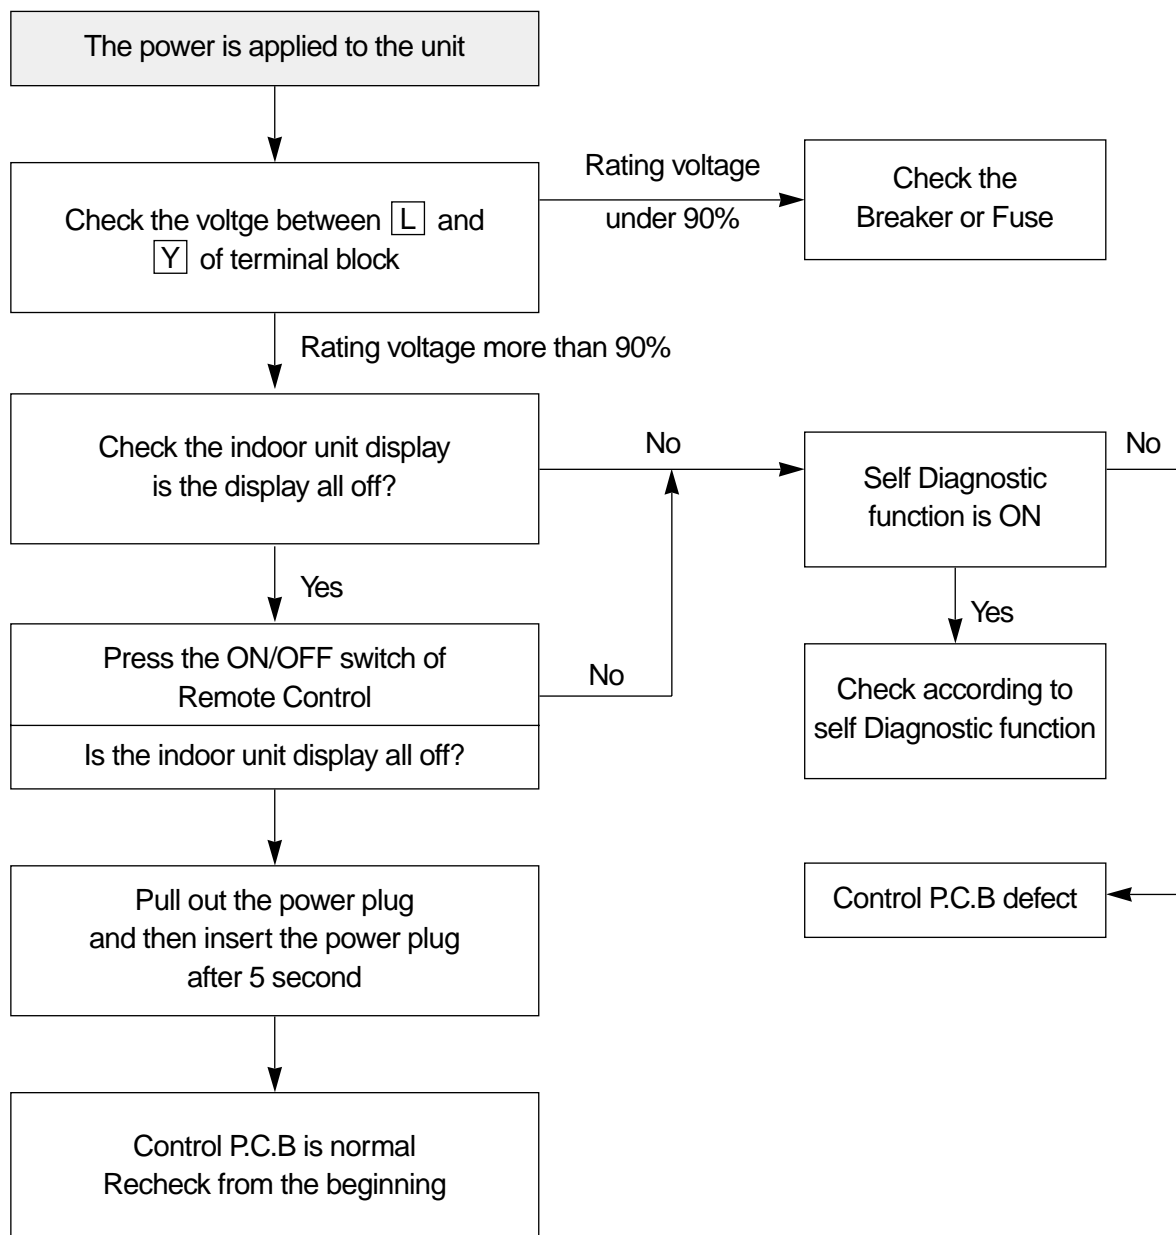 The power is applied to the unit
Rating voltage
under 90%
Check the
Breaker or Fuse
Check the voltge between L and
Y of terminal block
Rating voltage more than 90%
Check the indoor unit display
is the display all off?
No
Self Diagnostic
function is ON
No
Yes
Yes
Press the ON/OFF switch of
Remote Control
No
Is the indoor unit display all off?
Check according to
self Diagnostic function
Pull out the power plug
and then insert the power plug
after 5 second
Control P.C.B defect
Control P.C.B is normal
Recheck from the beginning